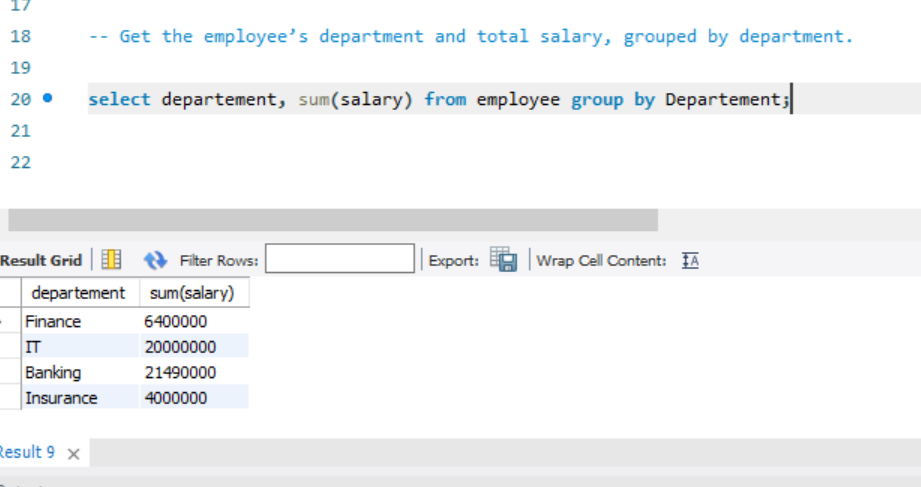 17
18 -- Get the employee’s department and total salary, grouped by department.
19
20 select departement, sum(salary) from employee group by Departement;
21
22
Result Grid Filter Rows: Export: Wrap Cell Content: IA
departement sum(salary)
Finance 6400000
IT 20000000
Banking 21490000
Insurance 4000000
Result 9 ×